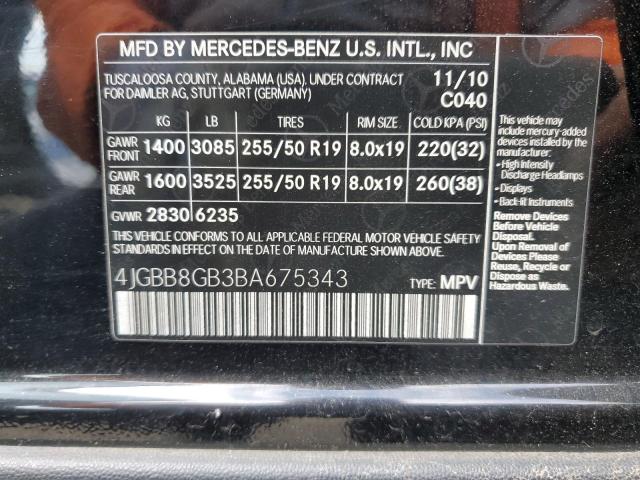 MFD BY MERCEDES-BENZ U.S. INTL., INC
TUSCALOOSA COUNTY, ALABAMA (USA), UNDER CONTRACT 11/10
FOR DAIMLER AG, STUTTGART (GERMANY) C040
KG LB TIRES RIM SIZE COLD KPA (PSI)
GAWR FRONT 1400 3085 255/50 R19 8.0x19 220(32)
GAWR REAR 1600 3525 255/50 R19 8.0x19 260(38)
GVWR 2830 6235
THIS VEHICLE CONFORMS TO ALL APPLICABLE FEDERAL MOTOR VEHICLE SAFETY
STANDARDS IN EFFECT ON THE DATE OF MANUFACTURE SHOWN ABOVE.
4JGBB8GB3BA675343 TYPE: MPV
This vehicle may
include mercury-added
devices installed by the
manufacturer:
• High Intensity
Discharge Headlamps
• Displays
• Back-fit Instruments
Remove Devices
Before Vehicle
Disposal.
Upon Removal of
Devices Please
Reuse, Recycle
or Dispose as
Hazardous Waste.